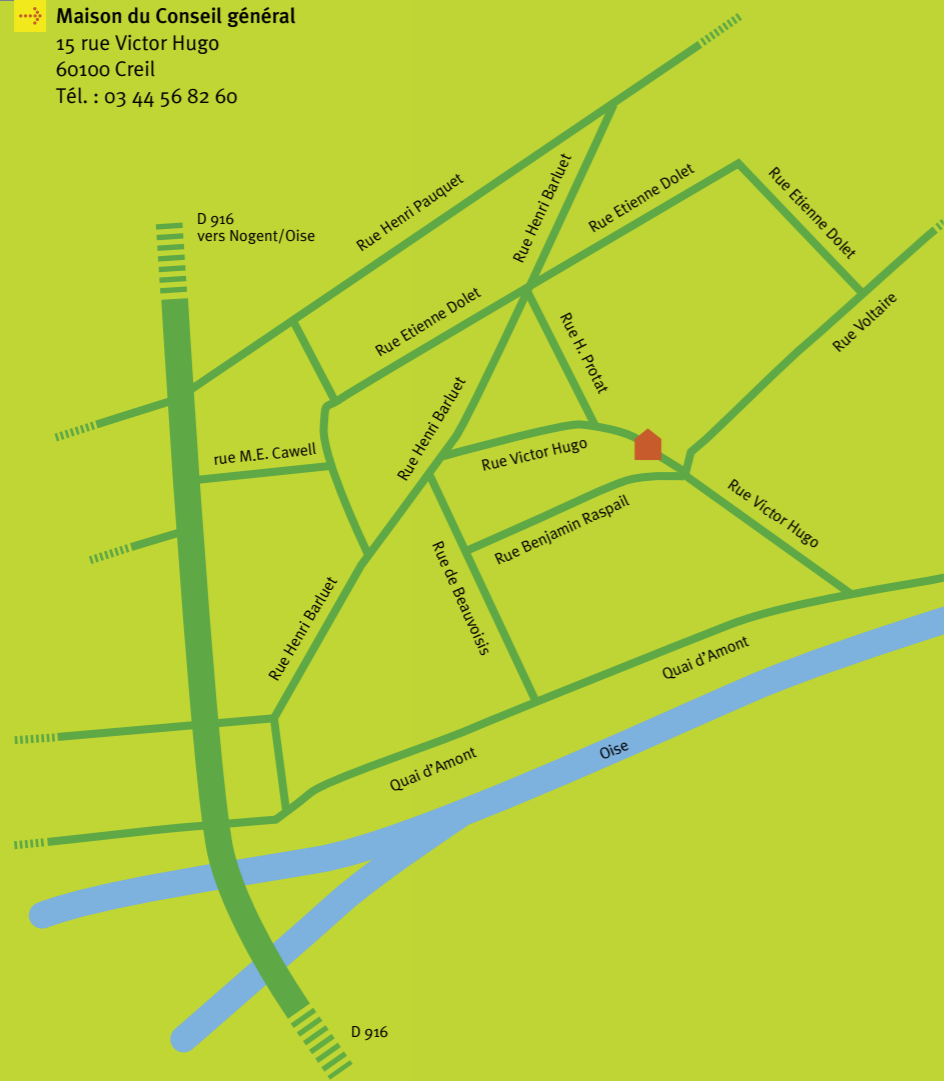 Maison du Conseil général
15 rue Victor Hugo
60100 Creil
Tél. : 03 44 56 82 60
D 916
vers Nogent/Oise
Rue Henri Pauquet
Rue Henri Barluet
Rue Etienne Dolet
Rue Etienne Dolet
Rue Etienne Dolet
Rue Voltaire
Rue H. Protat
Rue Henri Barluet
rue M.E. Cawell
Rue Victor Hugo
Rue Benjamin Raspail
Rue Victor Hugo
Rue de Beauvoisis
Rue Henri Barluet
Quai d'Amont
Quai d'Amont
Oise
D 916